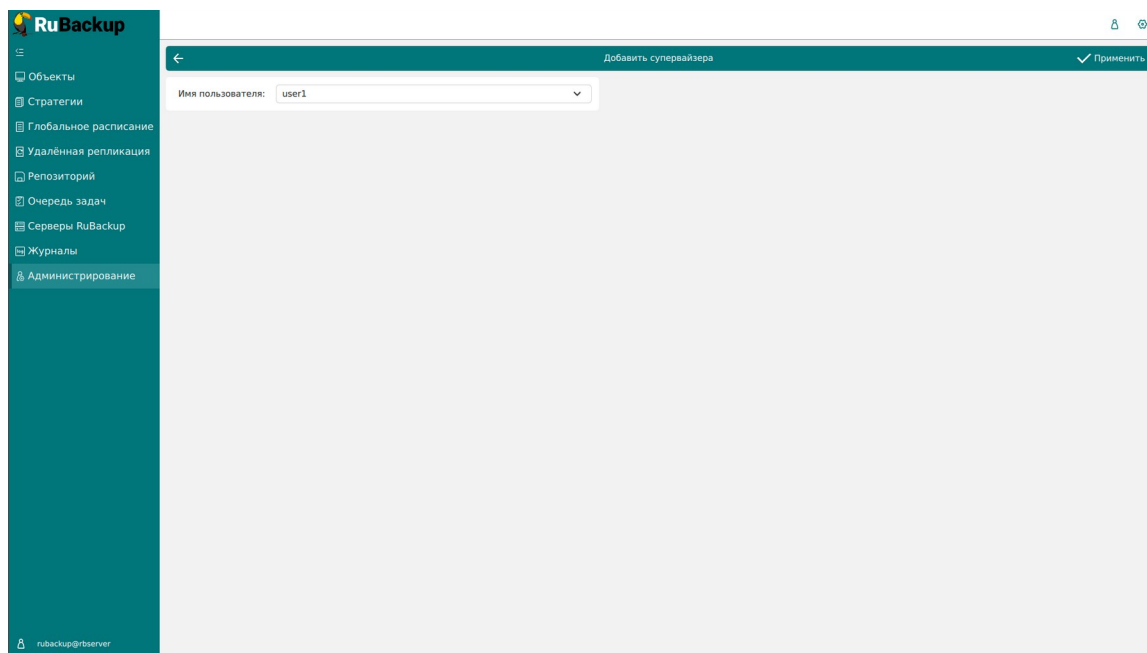 RuBackup
Добавить супервайзера
Применить
Объекты
Стратегии
Глобальное расписание
Удалённая репликация
Репозиторий
Очередь задач
Серверы RuBackup
Журналы
Администрирование
Имя пользователя: user1
rubackup@rbserver